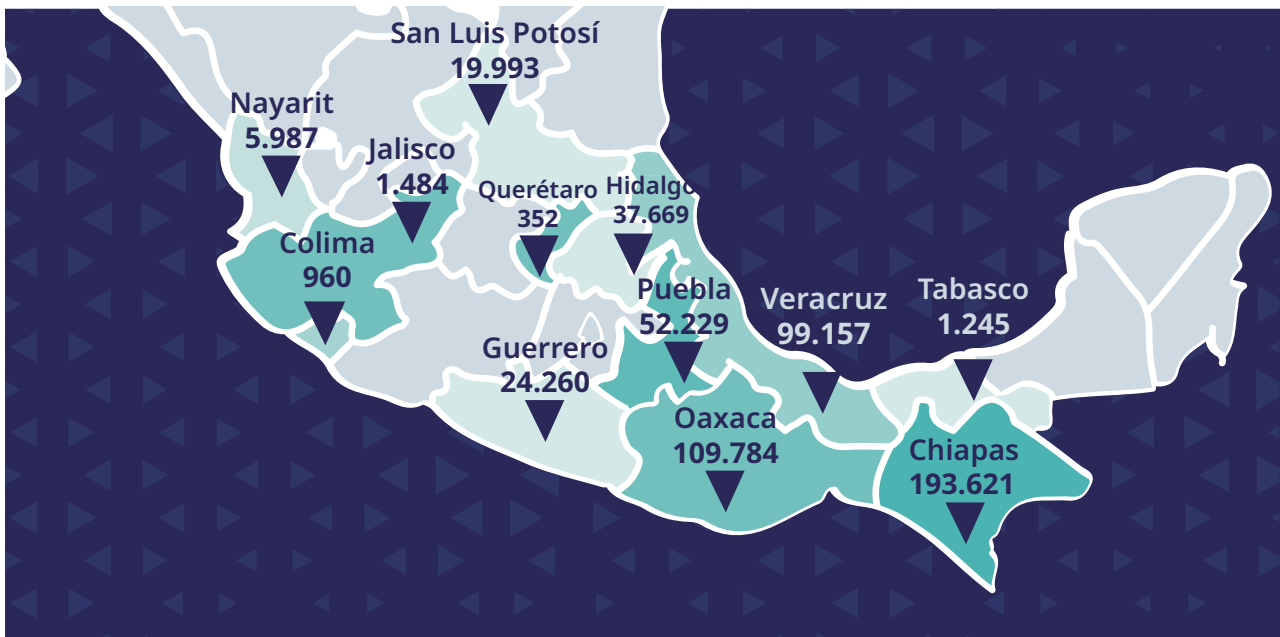 San Luis Potosí
19.993
Nayarit
5.987
Jalisco
1.484
Querétaro
352
Hidalgo
37.669
Colima
960
Puebla
52.229
Veracruz
99.157
Tabasco
1.245
Guerrero
24.260
Oaxaca
109.784
Chiapas
193.621